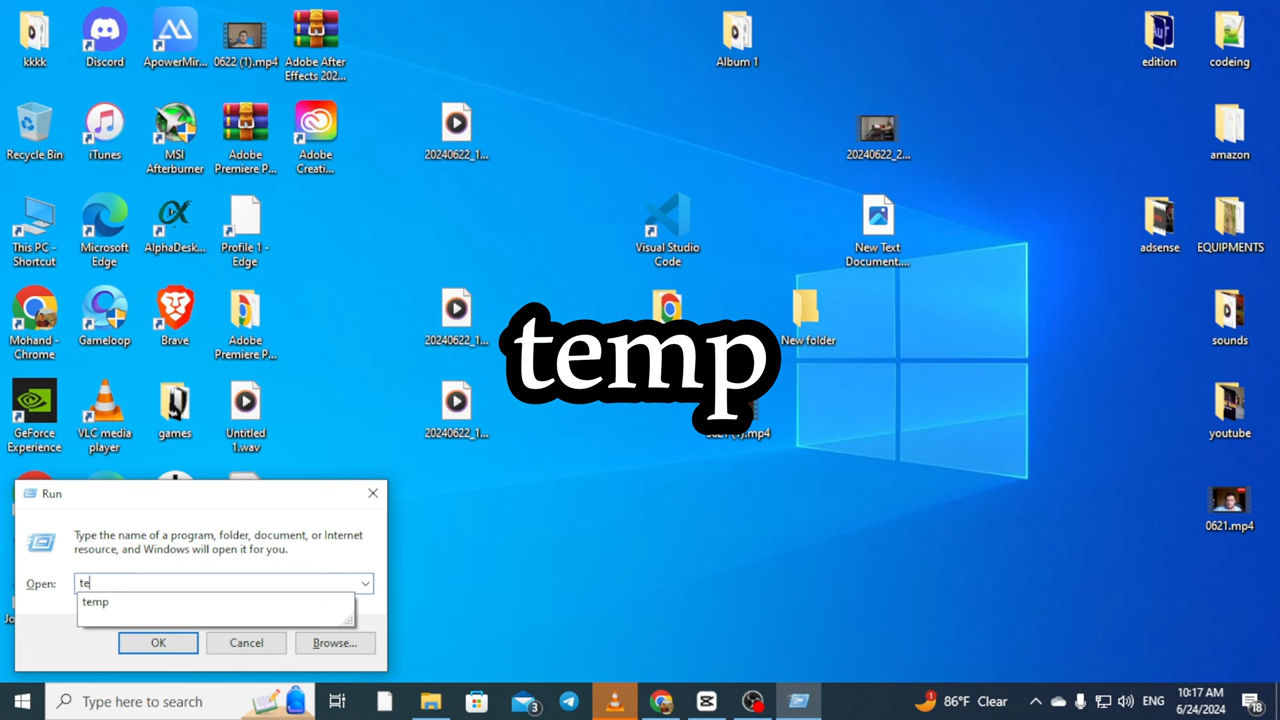 kkkk
Discord
ApowerMir...
0622 (1).mp4
Adobe After
Effects 202...
Album 1
edition
codeing
Recycle Bin
iTunes
MSI
Afterburner
Adobe
Premiere P...
Adobe
Creati...
20240622_1...
20240622_2...
amazon
This PC -
Shortcut
Microsoft
Edge
AlphaDesk...
Profile 1 -
Edge
Visual Studio
Code
New Text
Document....
adsense
EQUIPMENTS
Mohand -
Chrome
Gameloop
Brave
Adobe
Premiere P...
20240622_1...
New folder
sounds
temp
GeForce
Experience
VLC media
player
games
Untitled
1.wav
20240622_1...
0621 (1).mp4
youtube
0621.mp4
Run
Type the name of a program, folder, document, or Internet
resource, and Windows will open it for you.
Open:
te
temp
OK
Cancel
Browse...
Type here to search
3
86°F Clear
ENG
10:17 AM
6/24/2024
18